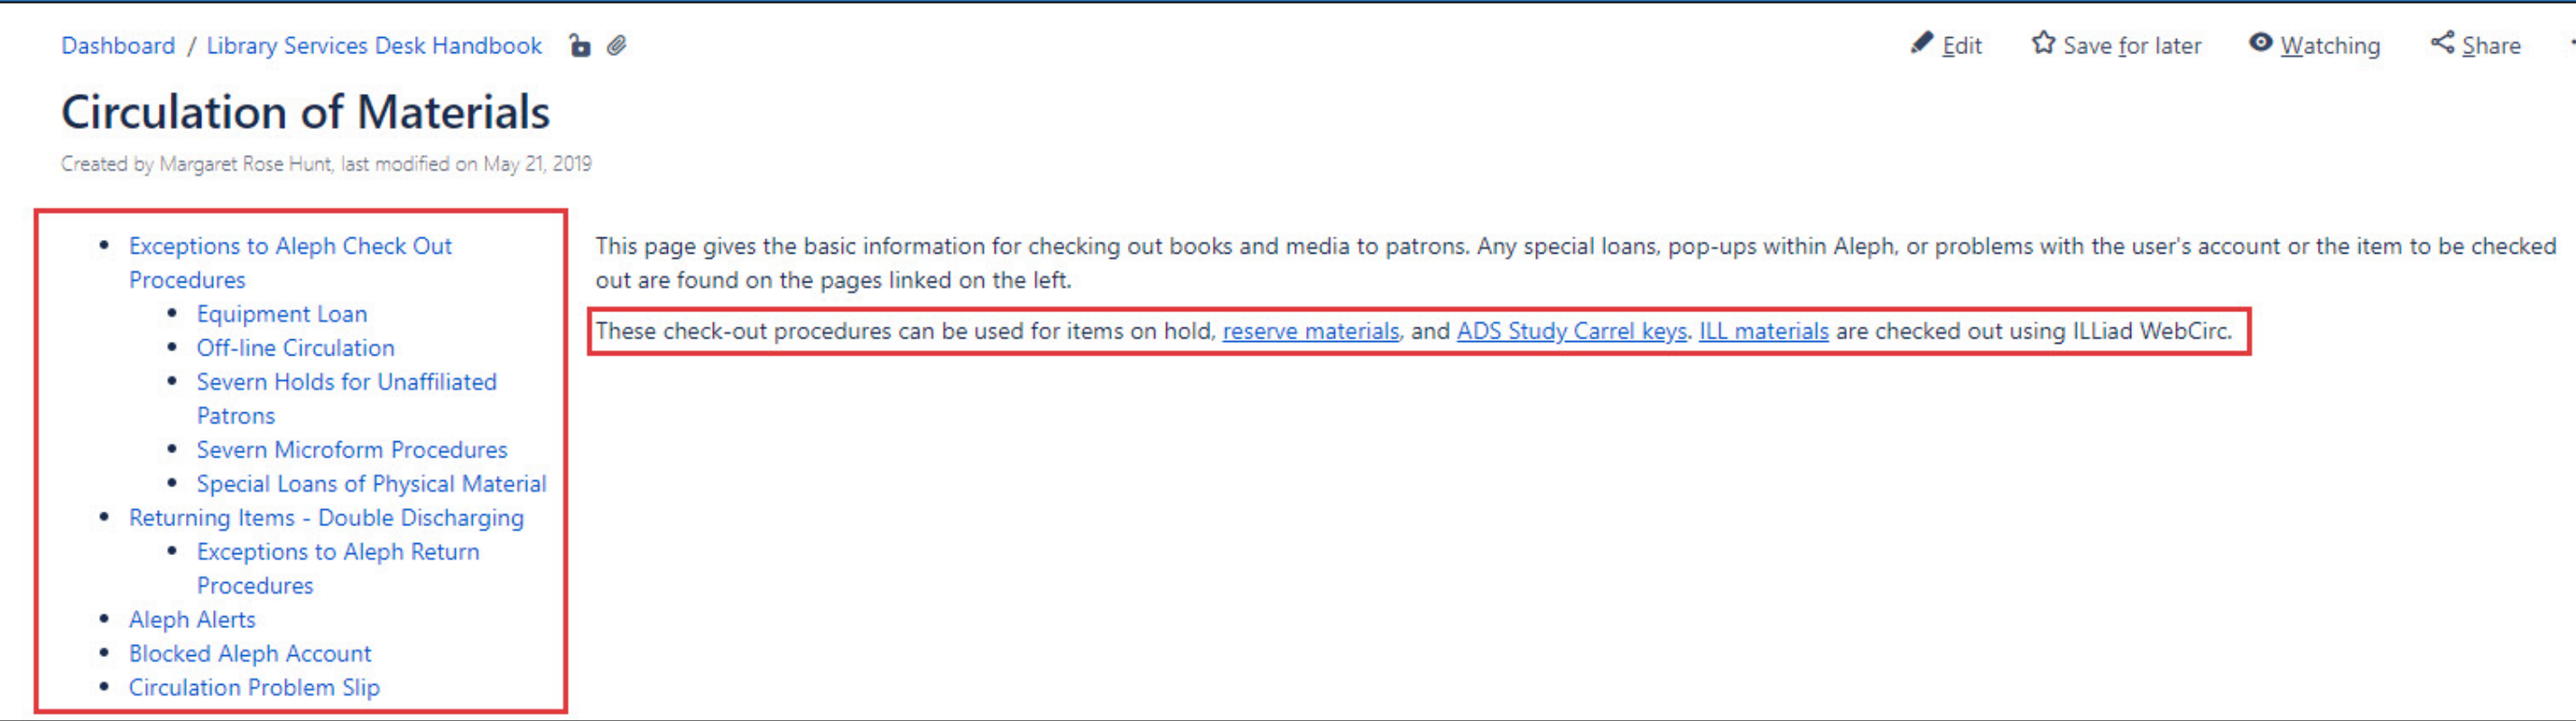 Dashboard / Library Services Desk Handbook
Edit Save for later Watching Share
Circulation of Materials
Created by Margaret Rose Hunt, last modified on May 21, 2019
Exceptions to Aleph Check Out
Procedures
Equipment Loan
Off-line Circulation
Severn Holds for Unaffiliated
Patrons
Severn Microform Procedures
Special Loans of Physical Material
Returning Items - Double Discharging
Exceptions to Aleph Return
Procedures
Aleph Alerts
Blocked Aleph Account
Circulation Problem Slip
This page gives the basic information for checking out books and media to patrons. Any special loans, pop-ups within Aleph, or problems with the user's account or the item to be checked
out are found on the pages linked on the left.
These check-out procedures can be used for items on hold, reserve materials, and ADS Study Carrel keys. ILL materials are checked out using ILLiad WebCirc.